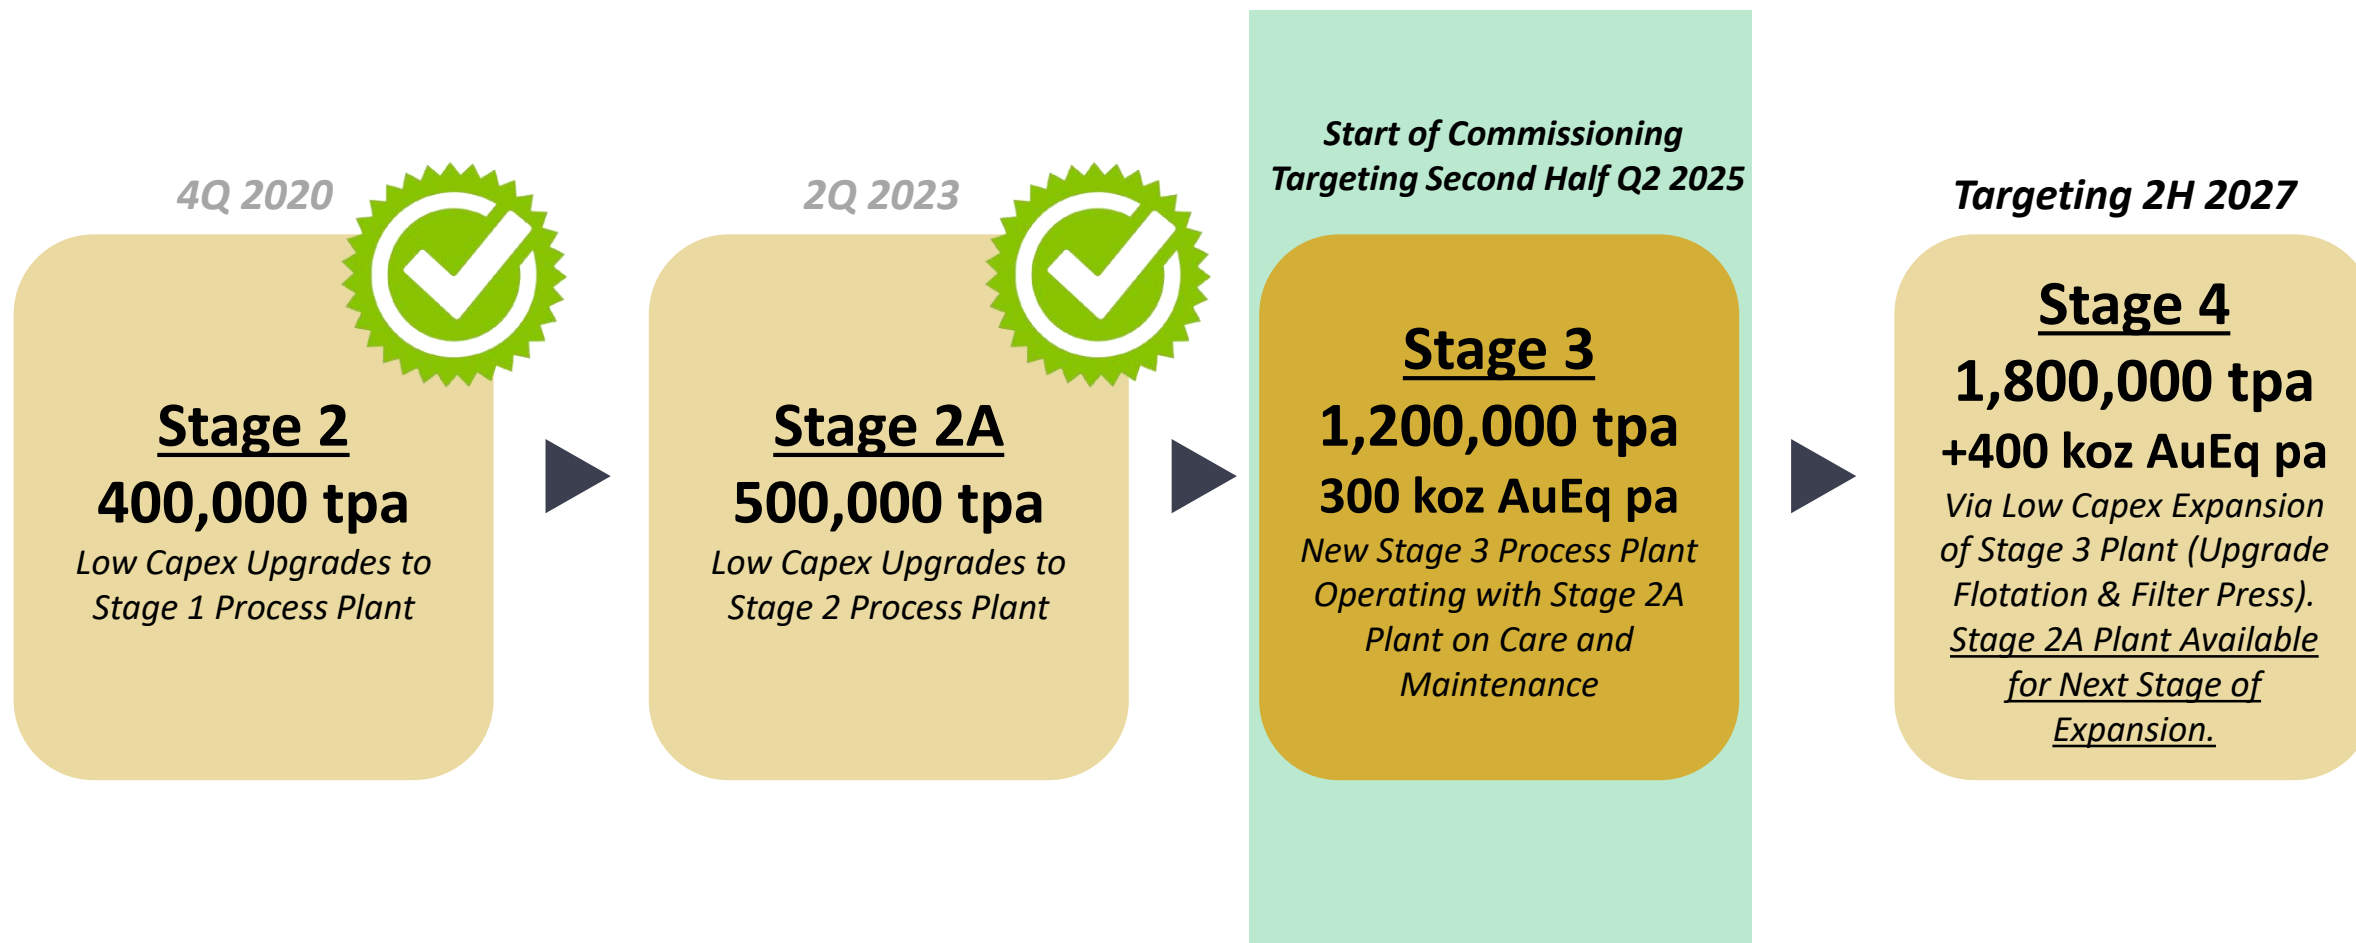 4Q 2020
Stage 2
400,000 tpa
Low Capex Upgrades to
Stage 1 Process Plant
2Q 2023
Stage 2A
500,000 tpa
Low Capex Upgrades to
Stage 2 Process Plant
Start of Commissioning
Targeting Second Half Q2 2025
Stage 3
1,200,000 tpa
300 koz AuEq pa
New Stage 3 Process Plant
Operating with Stage 2A
Plant on Care and
Maintenance
Targeting 2H 2027
Stage 4
1,800,000 tpa
+400 koz AuEq pa
Via Low Capex Expansion
of Stage 3 Plant (Upgrade
Flotation & Filter Press).
Stage 2A Plant Available
for Next Stage of
Expansion.